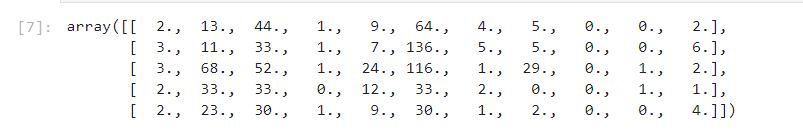 [7]: array([[  2.,  13.,  44.,   1.,   9.,  64.,   4.,   5.,   0.,   0.,   2.],
[  3.,  11.,  33.,   1.,   7., 136.,   5.,   5.,   0.,   0.,   6.],
[  3.,  68.,  52.,   1.,  24., 116.,   1.,  29.,   0.,   1.,   2.],
[  2.,  33.,  33.,   0.,  12.,  33.,   2.,   0.,   0.,   1.,   1.],
[  2.,  23.,  30.,   1.,   9.,  30.,   1.,   2.,   0.,   0.,   4.]])